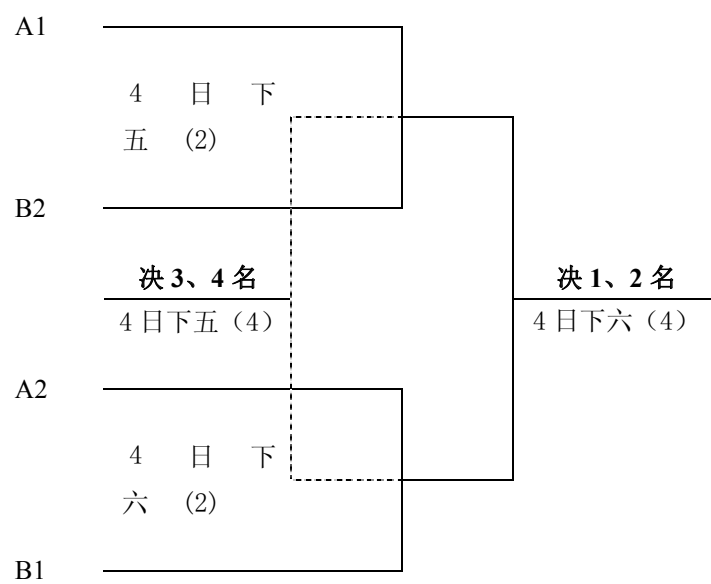 A1
4 日 下
五 (2)
B2
决 3、4 名
4 日下五（4）
决 1、2 名
4 日下六（4）
A2
4 日 下
六 (2)
B1